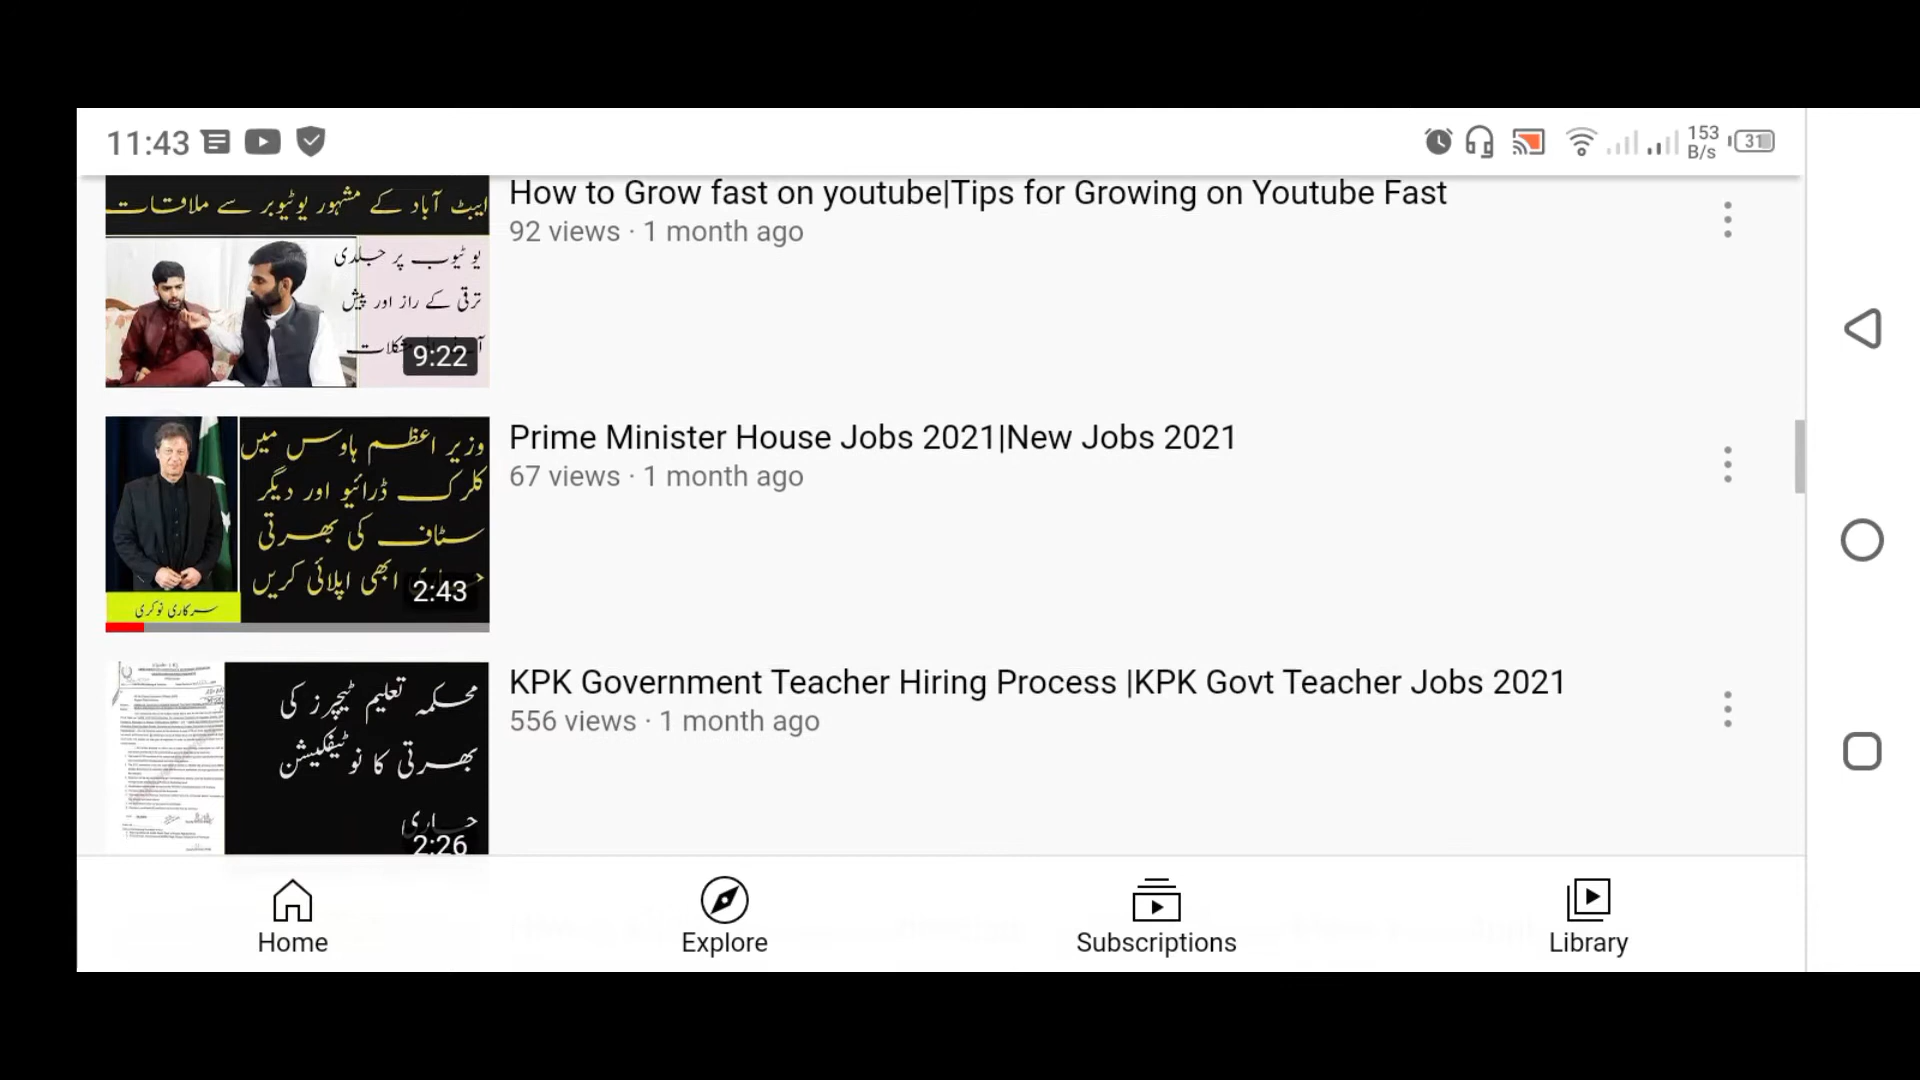 11:43
153
B/s
31
ایبٹ آباد کے مشہور یوٹیوبر سے ملاقات
یو ٹیوب پر جلدی
ترقی کے راز اور پیش
9:22
How to Grow fast on youtube|Tips for Growing on Youtube Fast
92 views · 1 month ago
وزیر اعظم ہاوس میں
کلرک ڈرائیو اور دیگر
سٹاف کی بھرتی
ابھی اپلائی کریں
2:43
سرکاری نوکری
Prime Minister House Jobs 2021|New Jobs 2021
67 views · 1 month ago
محکمہ تعلیم ٹیچرز کی
بھرتی کا نوٹیفکیشن
جاری
2:26
KPK Government Teacher Hiring Process |KPK Govt Teacher Jobs 2021
556 views · 1 month ago
Home
Explore
Subscriptions
Library